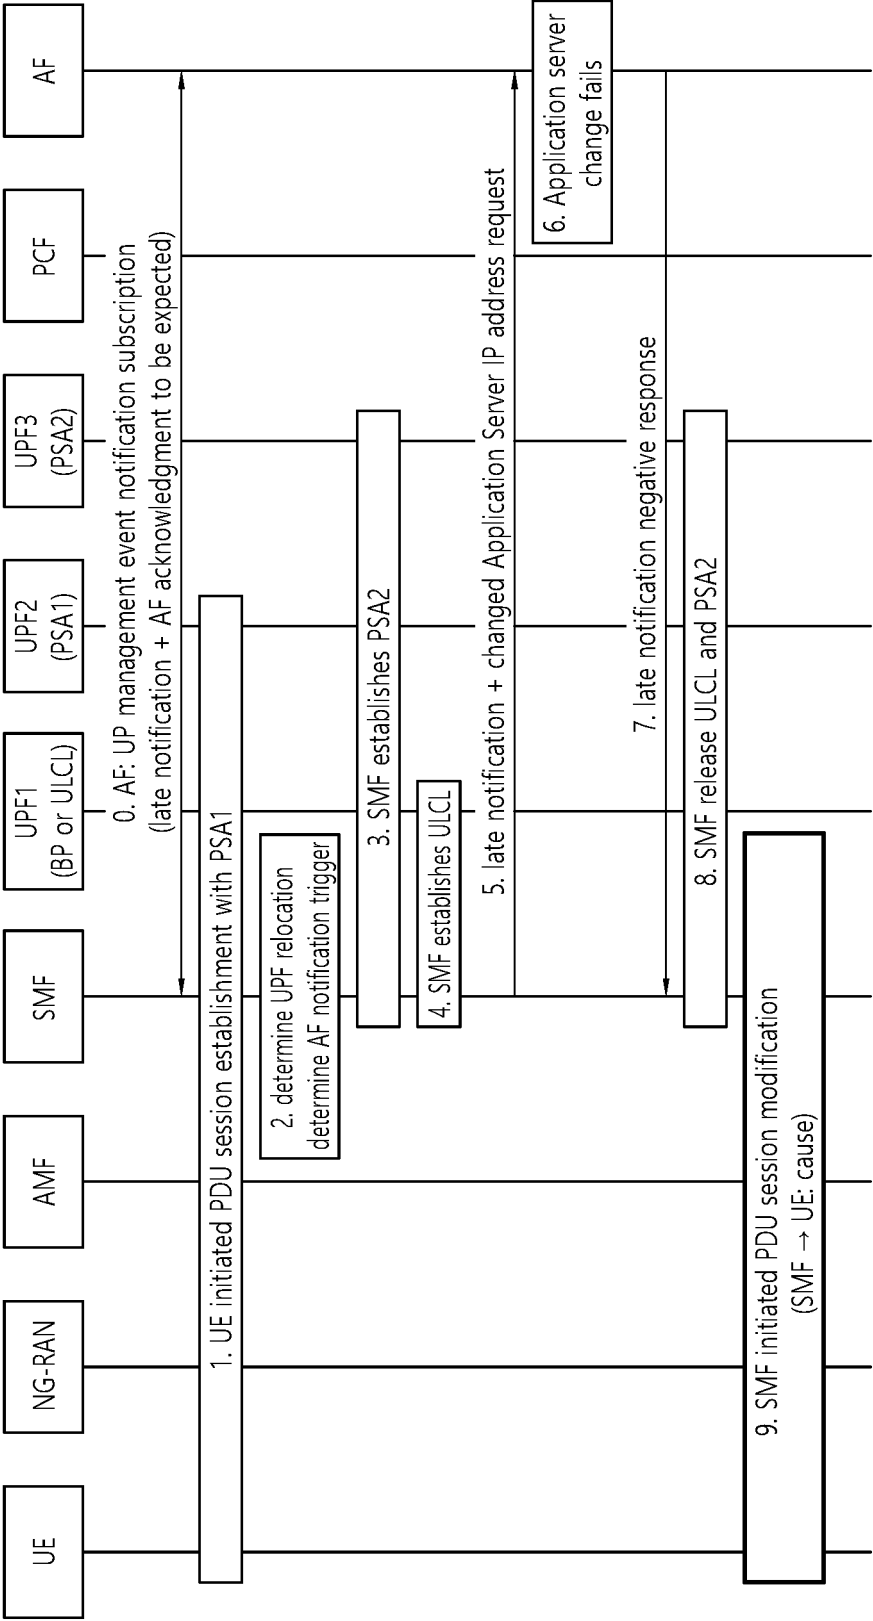 UE
NG-RAN
AMF
SMF
UPF1
(BP or ULCL)
UPF2
(PSA1)
UPF3
(PSA2)
PCF
AF
0. AF: UP management event notification subscription
(late notification + AF acknowledgment to be expected)
1. UE initiated PDU session establishment with PSA1
2. determine UPF relocation
determine AF notification trigger
3. SMF establishes PSA2
4. SMF establishes ULCL
5. late notification + changed Application Server IP address request
6. Application server
change fails
7. late notification negative response
8. SMF release ULCL and PSA2
9. SMF initiated PDU session modification
(SMF → UE: cause)